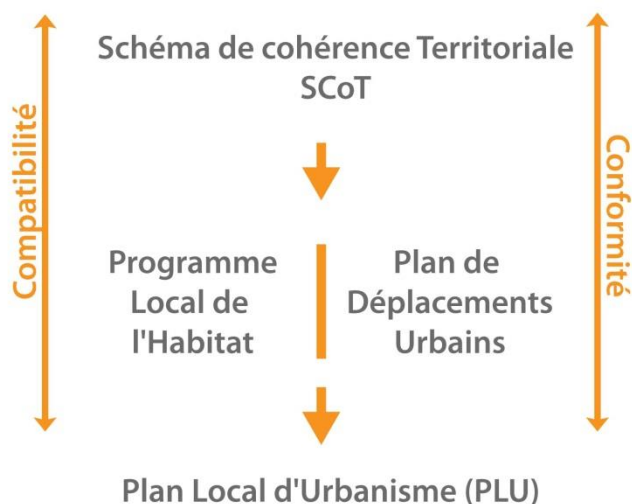 Schéma de cohérence Territoriale
SCoT
Compatibilité
Conformité
Programme
Local de
l'Habitat
Plan de
Déplacements
Urbains
Plan Local d'Urbanisme (PLU)